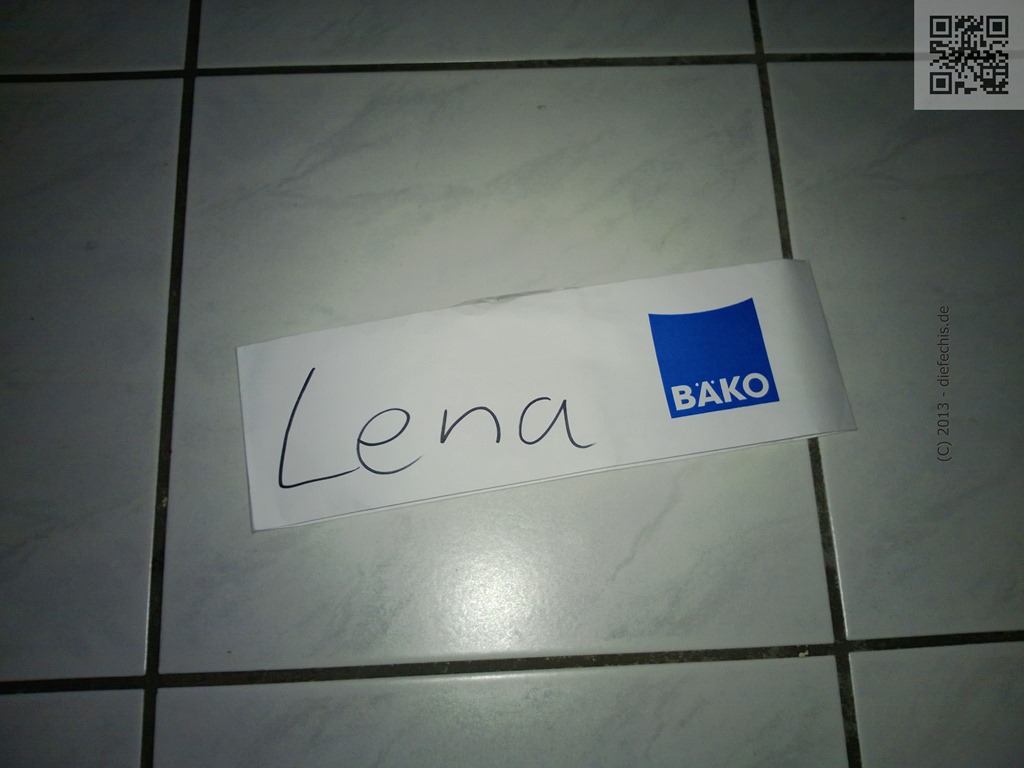 Lena
BÄKO
(C) 2013 - diefechis.de